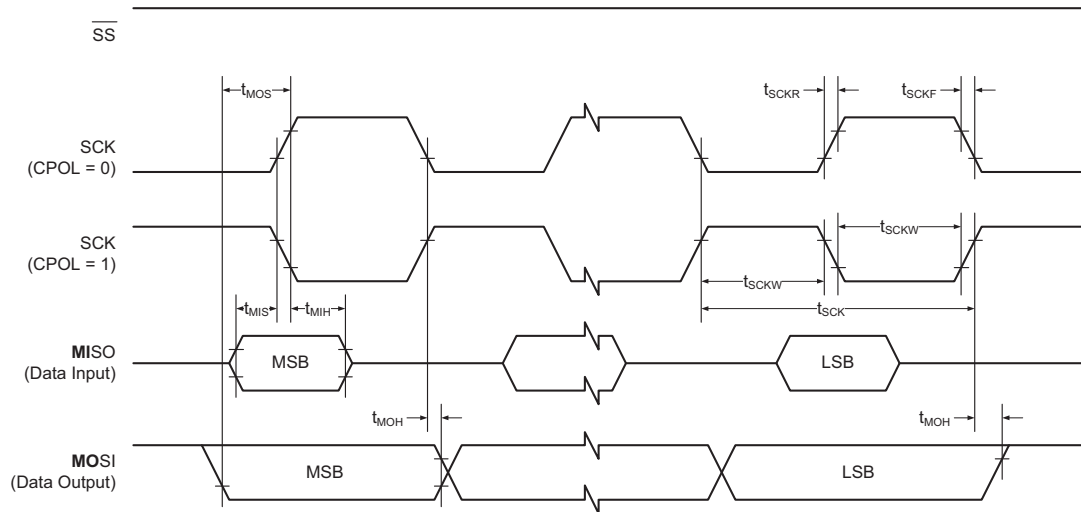 SS
tMOS
tSCKR
tSCKF
SCK
(CPOL = 0)
SCK
(CPOL = 1)
tSCKW
tSCKW
tMIS
tMIH
tSCK
MISO
(Data Input)
MSB
LSB
tMOH
tMOH
MOSI
(Data Output)
MSB
LSB